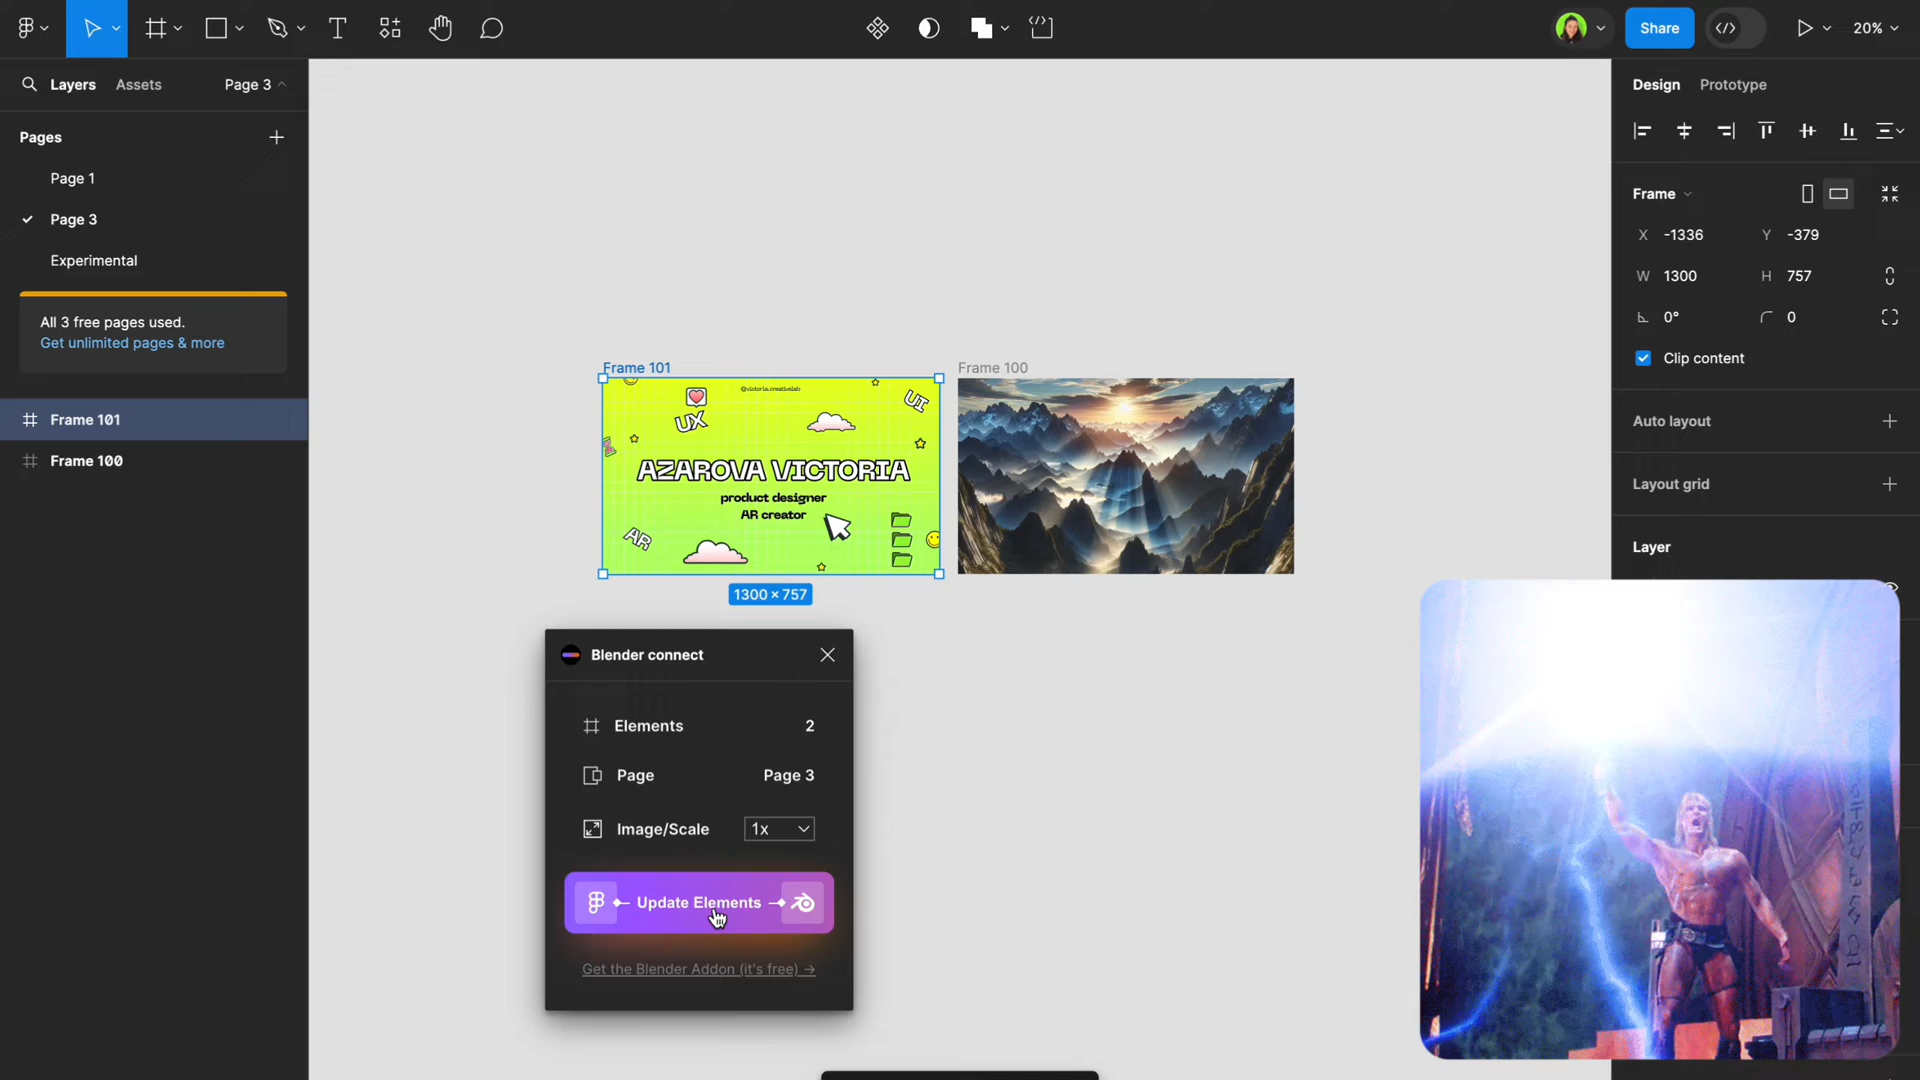 Share
20%
Layers
Assets
Page 3
Pages
Page 1
Page 3
Experimental
All 3 free pages used.
Get unlimited pages & more
Frame 101
Frame 100
Frame 101
@victoria.creativelab
UX
UI
AZAROVA VICTORIA
product designer
AR creator
AR
1300 × 757
Frame 100
Blender connect
Elements 2
Page Page 3
Image/Scale 1x
Update Elements
Get the Blender Addon (it's free) →
Design
Prototype
Frame
X -1336
Y -379
W 1300
H 757
0°
0
Clip content
Auto layout
Layout grid
Layer